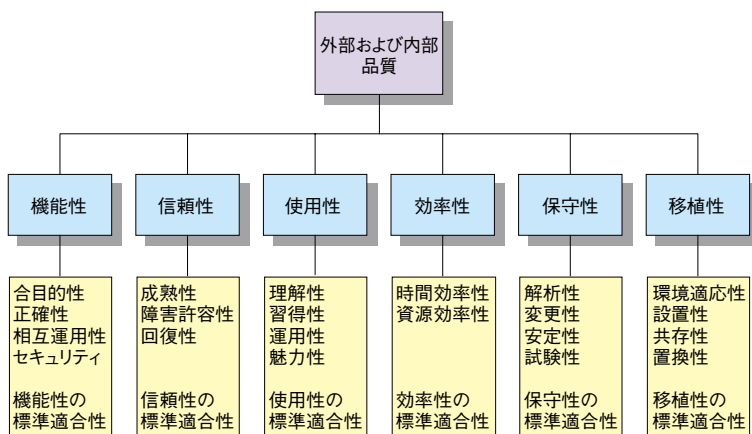 外部および内部
品質
機能性
信頼性
使用性
効率性
保守性
移植性
合目的性
正確性
相互運用性
セキュリティ
機能性の
標準適合性
成熟性
障害許容性
回復性
信頼性の
標準適合性
理解性
習得性
運用性
魅力性
使用性の
標準適合性
時間効率性
資源効率性
効率性の
標準適合性
解析性
変更性
安定性
試験性
保守性の
標準適合性
環境適応性
設置性
共存性
置換性
移植性の
標準適合性